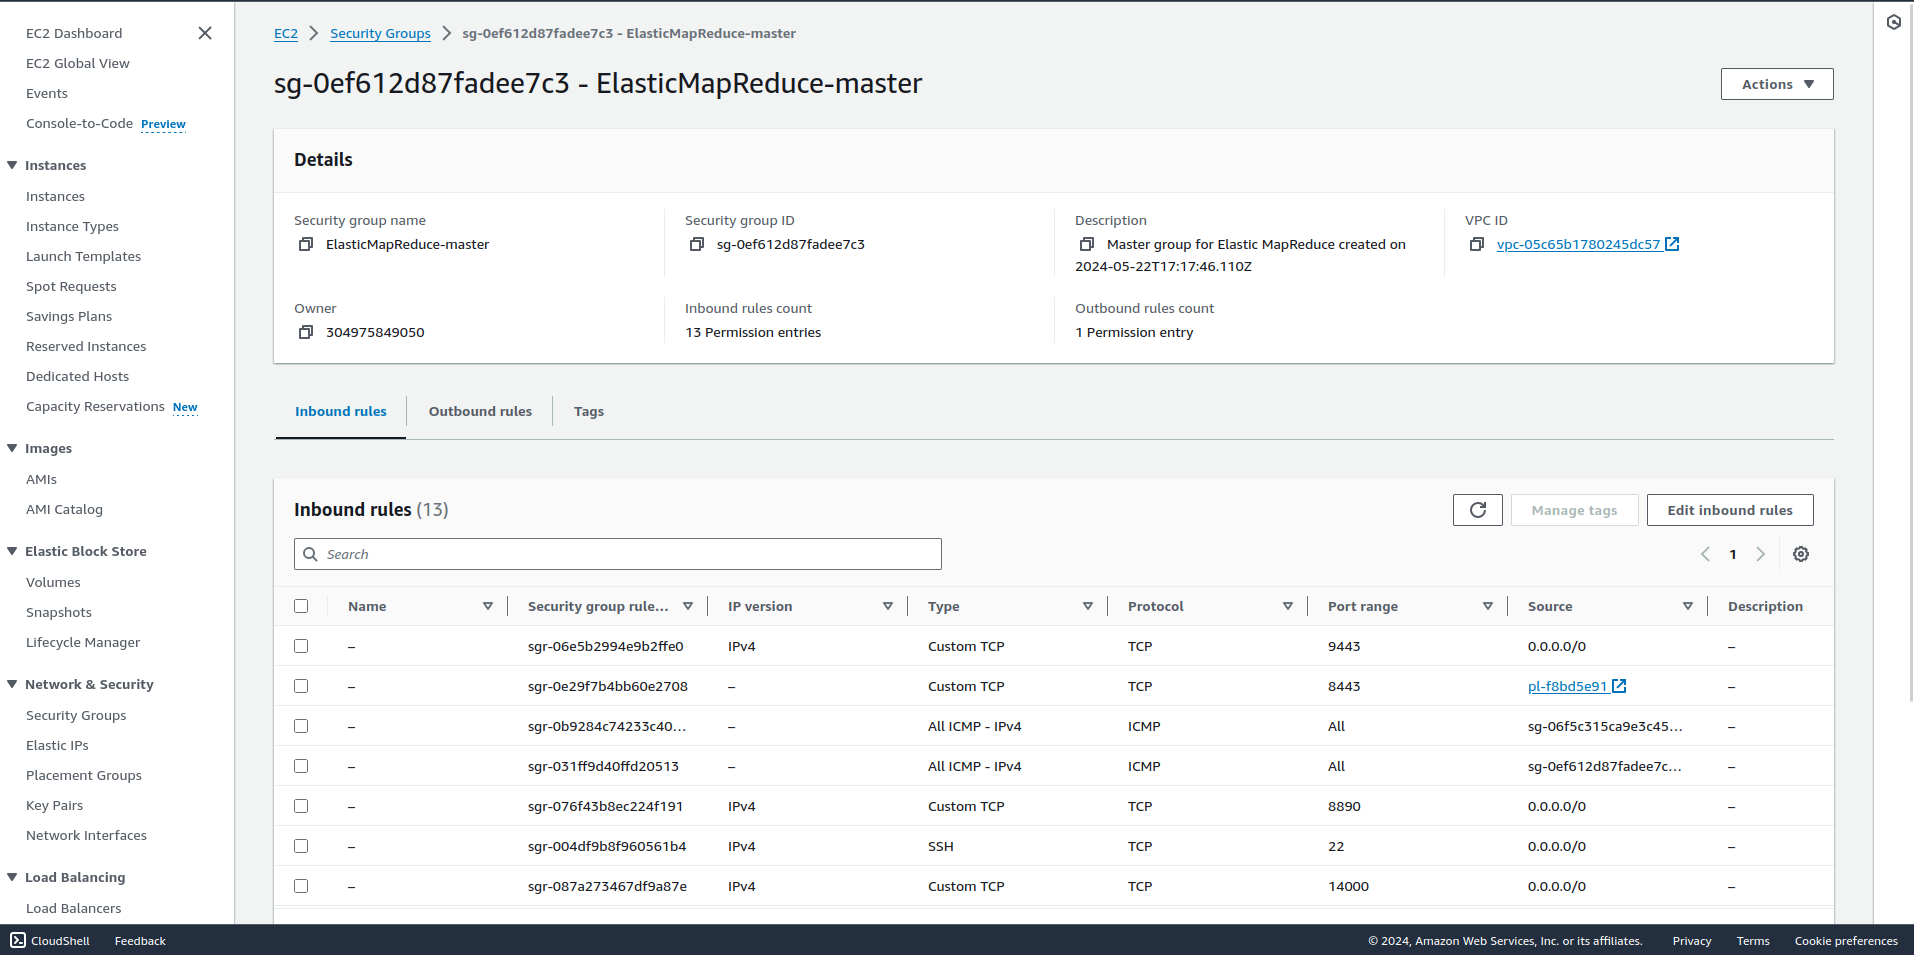 EC2 Dashboard
EC2 Global View
Events
Console-to-Code Preview
Instances
Instances
Instance Types
Launch Templates
Spot Requests
Savings Plans
Reserved Instances
Dedicated Hosts
Capacity Reservations New
Images
AMIs
AMI Catalog
Elastic Block Store
Volumes
Snapshots
Lifecycle Manager
Network & Security
Security Groups
Elastic IPs
Placement Groups
Key Pairs
Network Interfaces
Load Balancing
Load Balancers
EC2 > Security Groups > sg-0ef612d87fadee7c3 - ElasticMapReduce-master
sg-0ef612d87fadee7c3 - ElasticMapReduce-master
Actions
Details
Security group name
ElasticMapReduce-master
Security group ID
sg-0ef612d87fadee7c3
Description
Master group for Elastic MapReduce created on
2024-05-22T17:17:46.110Z
VPC ID
vpc-05c65b1780245dc57
Owner
304975849050
Inbound rules count
13 Permission entries
Outbound rules count
1 Permission entry
Inbound rules Outbound rules Tags
Inbound rules (13)
Manage tags Edit inbound rules
Search
1
Name Security group rule... IP version Type Protocol Port range Source Description
– sgr-06e5b2994e9b2ffe0 IPv4 Custom TCP TCP 9443 0.0.0.0/0 –
– sgr-0e29f7b4bb60e2708 – Custom TCP TCP 8443 pl-f8bd5e91 –
– sgr-0b9284c74233c40... – All ICMP - IPv4 ICMP All sg-06f5c315ca9e3c45... –
– sgr-031ff9d40ffd20513 – All ICMP - IPv4 ICMP All sg-0ef612d87fadee7c... –
– sgr-076f43b8ec224f191 IPv4 Custom TCP TCP 8890 0.0.0.0/0 –
– sgr-004df9b8f960561b4 IPv4 SSH TCP 22 0.0.0.0/0 –
– sgr-087a273467df9a87e IPv4 Custom TCP TCP 14000 0.0.0.0/0 –
CloudShell Feedback © 2024, Amazon Web Services, Inc. or its affiliates. Privacy Terms Cookie preferences